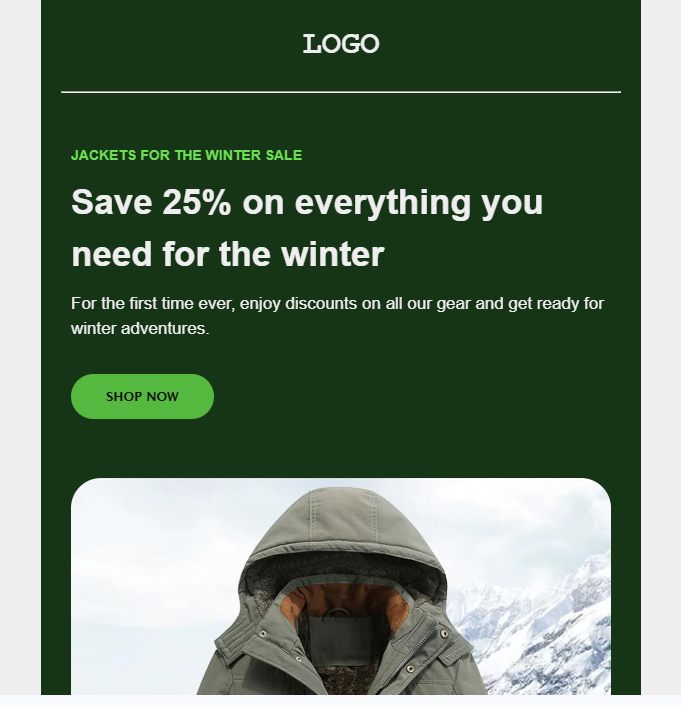 LOGO
JACKETS FOR THE WINTER SALE
Save 25% on everything you
need for the winter
For the first time ever, enjoy discounts on all our gear and get ready for
winter adventures.
SHOP NOW